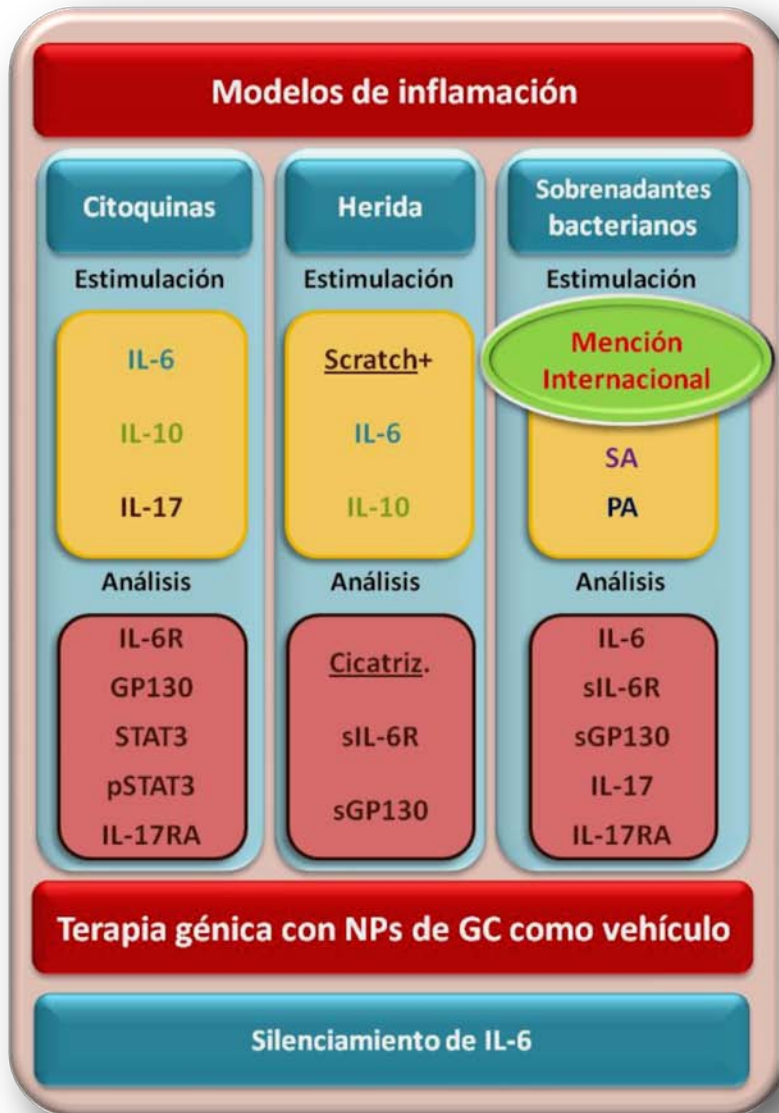 Modelos de inflamación
Citoquinas
Estimulación
IL-6
IL-10
IL-17
Análisis
IL-6R
GP130
STAT3
pSTAT3
IL-17RA
Herida
Estimulación
Scratch+
IL-6
IL-10
Análisis
Cicatriz.
sIL-6R
sGP130
Sobrenadantes
bacterianos
Estimulación
Mención
Internacional
SA
PA
Análisis
IL-6
sIL-6R
sGP130
IL-17
IL-17RA
Terapia génica con NPs de GC como vehículo
Silenciamiento de IL-6